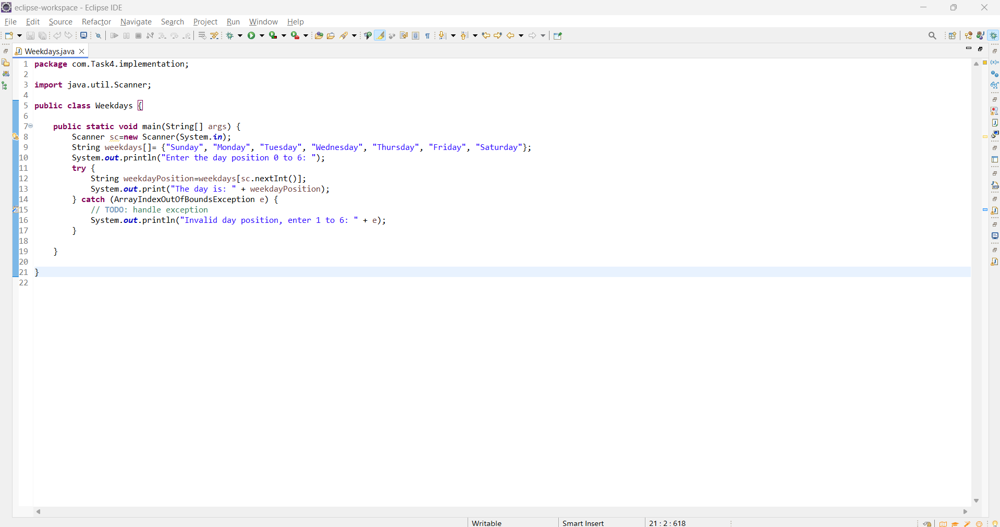 eclipse-workspace - Eclipse IDE
File Edit Source Refactor Navigate Search Project Run Window Help
Weekdays.java
1 package com.Task4.implementation;
2
3 import java.util.Scanner;
4
5 public class Weekdays {
6
7 public static void main(String[] args) {
8 Scanner sc=new Scanner(System.in);
9 String weekdays[]= {"Sunday", "Monday", "Tuesday", "Wednesday", "Thursday", "Friday", "Saturday"};
10 System.out.println("Enter the day position 0 to 6: ");
11 try {
12 String weekdayPosition=weekdays[sc.nextInt()];
13 System.out.print("The day is: " + weekdayPosition);
14 } catch (ArrayIndexOutOfBoundsException e) {
15 // TODO: handle exception
16 System.out.println("Invalid day position, enter 1 to 6: " + e);
17 }
18
19 }
20
21 }
22
Writable Smart Insert 21 : 2 : 618